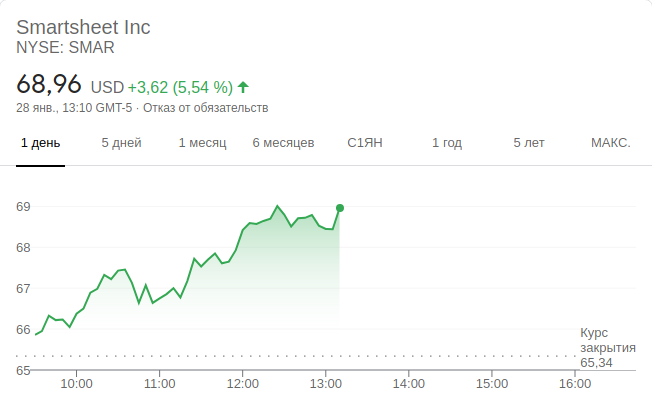 Smartsheet Inc
NYSE: SMAR
68,96 USD +3,62 (5,54 %)
28 янв., 13:10 GMT-5 · Отказ от обязательств
1 день 5 дней 1 месяц 6 месяцев С1ЯН 1 год 5 лет МАКС.
69
68
67
66
Курс
закрытия
65,34
65
10:00 11:00 12:00 13:00 14:00 15:00 16:00